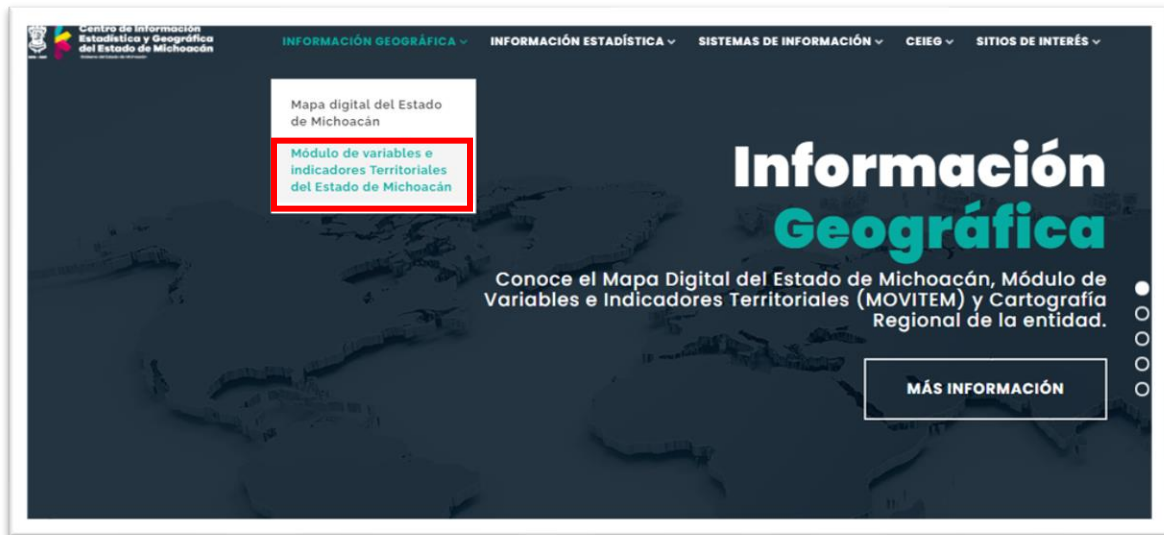 Centro de Información
Estadística y Geográfica
del Estado de Michoacán
INFORMACIÓN GEOGRÁFICA
INFORMACIÓN ESTADÍSTICA
SISTEMAS DE INFORMACIÓN
CEIEG
SITIOS DE INTERÉS
Mapa digital del Estado
de Michoacán
Módulo de variables e
indicadores Territoriales
del Estado de Michoacán
Información
Geográfica
Conoce el Mapa Digital del Estado de Michoacán, Módulo de
Variables e Indicadores Territoriales (MOVITEM) y Cartografía
Regional de la entidad.
MÁS INFORMACIÓN